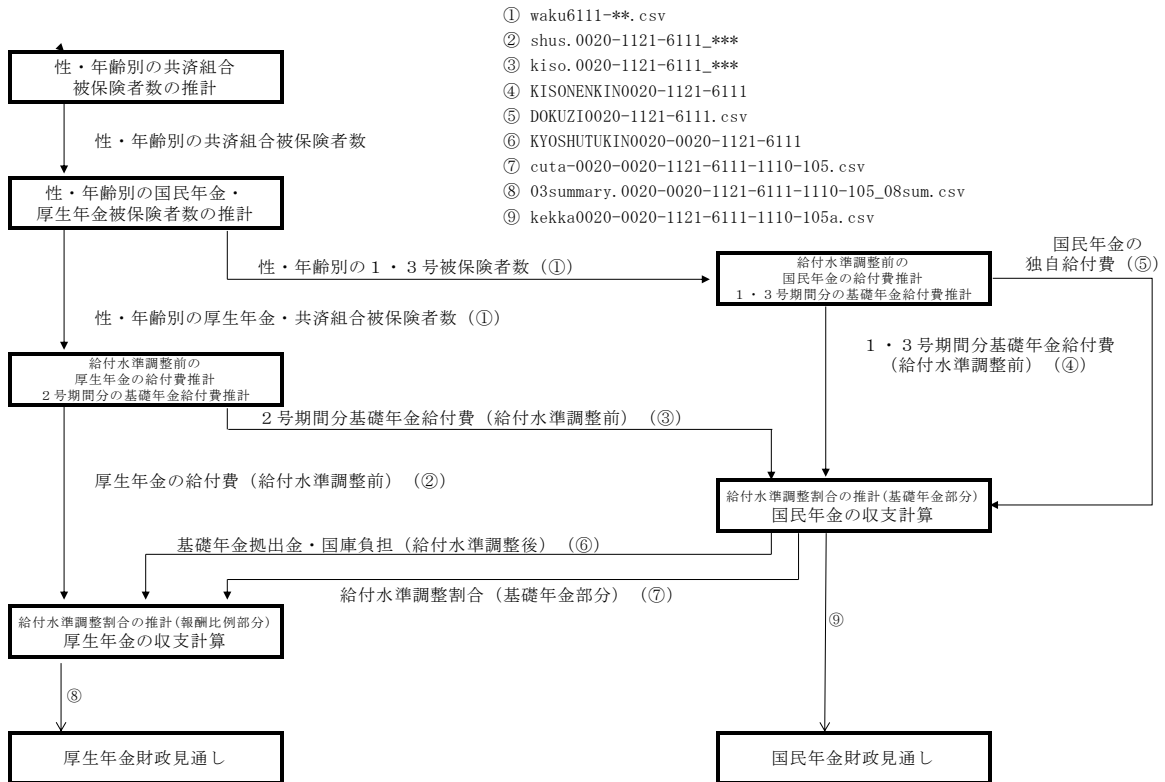 ① waku6111-**.csv
② shus.0020-1121-6111_***
③ kiso.0020-1121-6111_***
④ KISONENKIN0020-1121-6111
⑤ DOKUZI0020-1121-6111.csv
⑥ KYOSHUTUKIN0020-0020-1121-6111
⑦ cuta-0020-0020-1121-6111-1110-105.csv
⑧ 03summary.0020-0020-1121-6111-1110-105_08sum.csv
⑨ kekka0020-0020-1121-6111-1110-105a.csv
性・年齢別の共済組合
被保険者数の推計
性・年齢別の共済組合被保険者数
性・年齢別の国民年金・
厚生年金被保険者数の推計
性・年齢別の１・３号被保険者数（①）
給付水準調整前の
国民年金の給付費推計
１・３号期間分の基礎年金給付費推計
国民年金の
独自給付費（⑤）
性・年齢別の厚生年金・共済組合被保険者数（①）
１・３号期間分基礎年金給付費
（給付水準調整前）（④）
給付水準調整前の
厚生年金の給付費推計
２号期間分の基礎年金給付費推計
２号期間分基礎年金給付費（給付水準調整前）（③）
厚生年金の給付費（給付水準調整前）（②）
給付水準調整割合の推計(基礎年金部分)
国民年金の収支計算
基礎年金拠出金・国庫負担（給付水準調整後）（⑥）
給付水準調整割合（基礎年金部分）（⑦）
給付水準調整割合の推計(報酬比例部分)
厚生年金の収支計算
⑨
⑧
厚生年金財政見通し
国民年金財政見通し